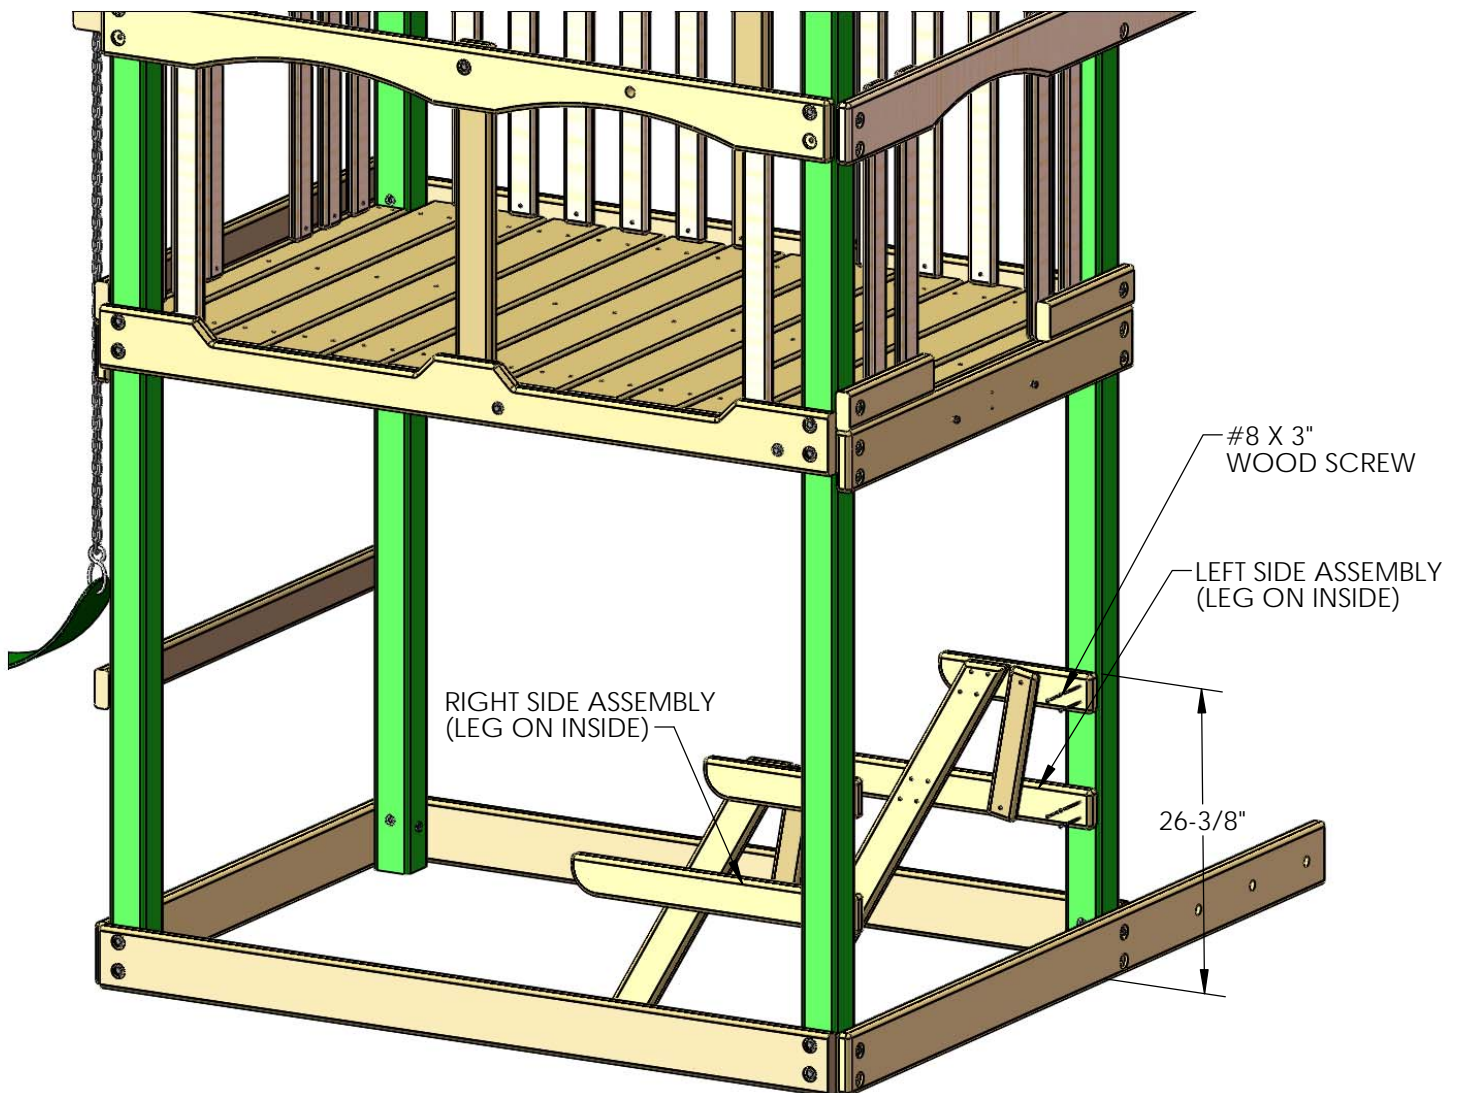 #8 X 3"
WOOD SCREW
LEFT SIDE ASSEMBLY
(LEG ON INSIDE)
RIGHT SIDE ASSEMBLY
(LEG ON INSIDE)
26-3/8"